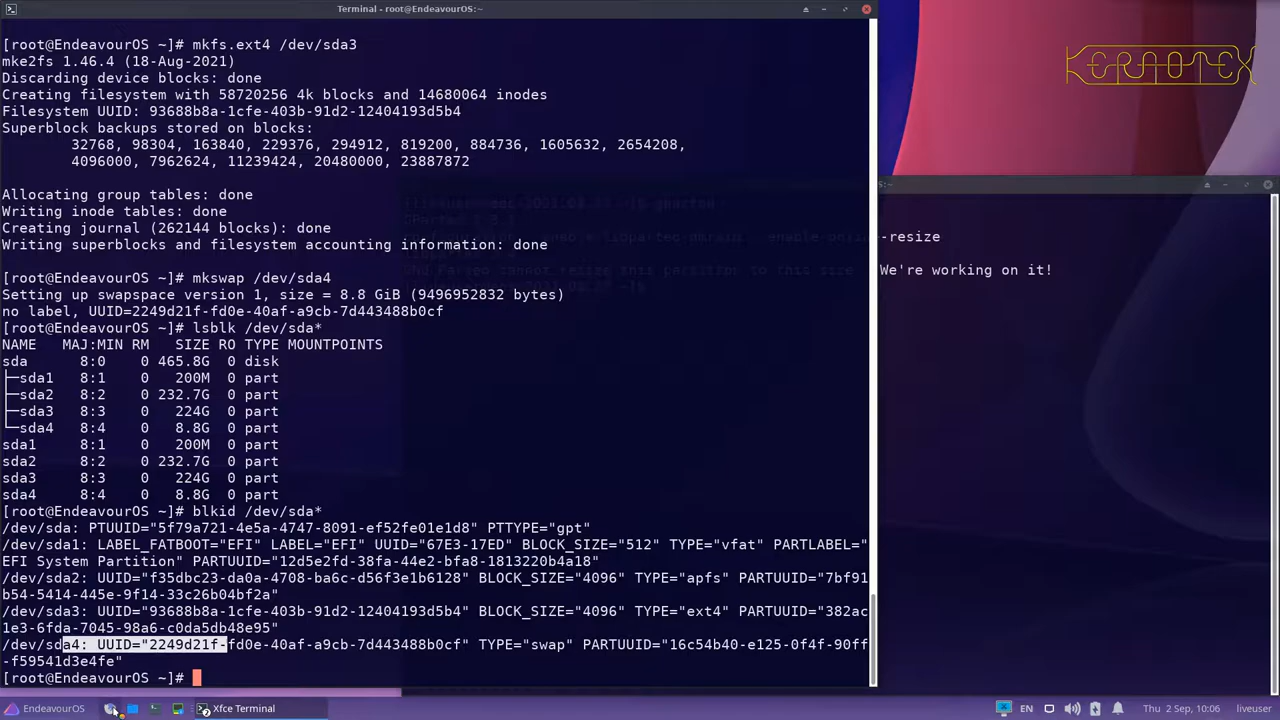 Terminal - root@EndeavourOS:~
[root@EndeavourOS ~]# mkfs.ext4 /dev/sda3
mke2fs 1.46.4 (18-Aug-2021)
Discarding device blocks: done
Creating filesystem with 58720256 4k blocks and 14680064 inodes
Filesystem UUID: 93688b8a-1cfe-403b-91d2-12404193d5b4
Superblock backups stored on blocks:
32768, 98304, 163840, 229376, 294912, 819200, 884736, 1605632, 2654208,
4096000, 7962624, 11239424, 20480000, 23887872
Allocating group tables: done
Writing inode tables: done
Creating journal (262144 blocks): done
Writing superblocks and filesystem accounting information: done
[root@EndeavourOS ~]# mkswap /dev/sda4
Setting up swapspace version 1, size = 8.8 GiB (9496952832 bytes)
no label, UUID=2249d21f-fd0e-40af-a9cb-7d443488b0cf
[root@EndeavourOS ~]# lsblk /dev/sda*
NAME MAJ:MIN RM SIZE RO TYPE MOUNTPOINTS
sda 8:0 0 465.8G 0 disk
├─sda1 8:1 0 200M 0 part
├─sda2 8:2 0 232.7G 0 part
├─sda3 8:3 0 224G 0 part
└─sda4 8:4 0 8.8G 0 part
sda1 8:1 0 200M 0 part
sda2 8:2 0 232.7G 0 part
sda3 8:3 0 224G 0 part
sda4 8:4 0 8.8G 0 part
[root@EndeavourOS ~]# blkid /dev/sda*
/dev/sda: PTUUID="5f79a721-4e5a-4747-8091-ef52fe01e1d8" PTTYPE="gpt"
/dev/sda1: LABEL_FATBOOT="EFI" LABEL="EFI" UUID="67E3-17ED" BLOCK_SIZE="512" TYPE="vfat" PARTLABEL="
EFI System Partition" PARTUUID="12d5e2fd-38fa-44e2-bfa8-1813220b4a18"
/dev/sda2: UUID="f35dbc23-da0a-4708-ba6c-d56f3e1b6128" BLOCK_SIZE="4096" TYPE="apfs" PARTUUID="7bf91
b54-5414-445e-9f14-33c26b04bf2a"
/dev/sda3: UUID="93688b8a-1cfe-403b-91d2-12404193d5b4" BLOCK_SIZE="4096" TYPE="ext4" PARTUUID="382ac
1e3-6fda-7045-98a6-c0da5db48e95"
/dev/sda4: UUID="2249d21f-fd0e-40af-a9cb-7d443488b0cf" TYPE="swap" PARTUUID="16c54b40-e125-0f4f-90ff
-f59541d3e4fe"
[root@EndeavourOS ~]#
KERAOTEX
s:~
-resize
We're working on it!
EndeavourOS
Xfce Terminal
EN
Thu 2 Sep, 10:06
liveuser